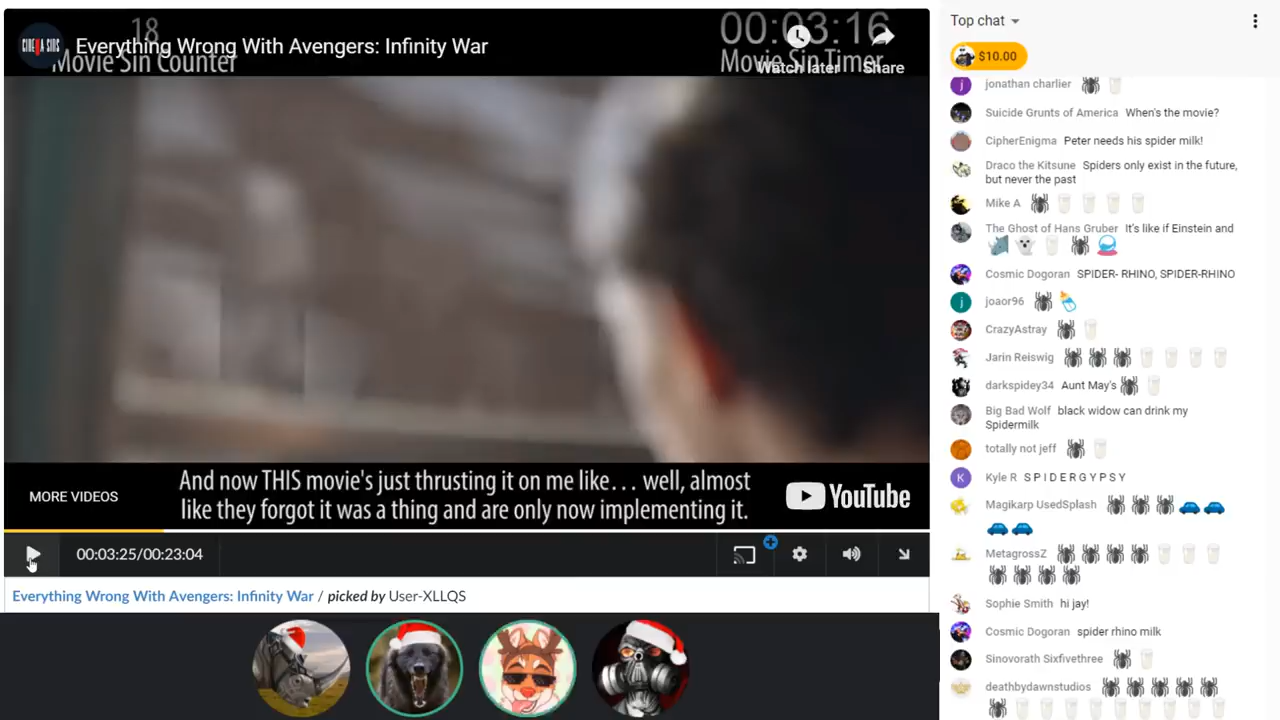 18
Movie Sin Counter
CINEMA SINS
Everything Wrong With Avengers: Infinity War
00:03:16
Movie Sin Timer
Watch later
Share
MORE VIDEOS
And now THIS movie's just thrusting it on me like… well, almost
like they forgot it was a thing and are only now implementing it.
YouTube
00:03:25/00:23:04
Everything Wrong With Avengers: Infinity War / picked by User-XLLQS
Top chat
$10.00
jonathan charlier 🕷🥛
Suicide Grunts of America When's the movie?
CipherEnigma Peter needs his spider milk!
Draco the Kitsune Spiders only exist in the future,
but never the past
Mike A 🕷🥛🥛🥛🥛
The Ghost of Hans Gruber It's like if Einstein and
🦏👻🥛🕷🔮
Cosmic Dogoran SPIDER- RHINO, SPIDER-RHINO
joaor96 🕷🍼
CrazyAstray 🕷🥛
Jarin Reiswig 🕷🕷🕷🥛🥛🥛🥛
darkspidey34 Aunt May's 🕷🥛
Big Bad Wolf black widow can drink my
Spidermilk
totally not jeff 🕷🥛
K Kyle R S P I D E R G Y P S Y
Magikarp UsedSplash 🕷🕷🕷🚙🚙
🚙🚙
MetagrossZ 🕷🕷🕷🕷🥛🥛🥛
🕷🕷🕷🕷
Sophie Smith hi jay!
Cosmic Dogoran spider rhino milk
Sinovorath Sixfivethree 🕷🥛
deathbydawnstudios 🕷🕷🕷🕷🕷
🕷🥛🥛🥛🥛🥛🥛🥛🥛🥛